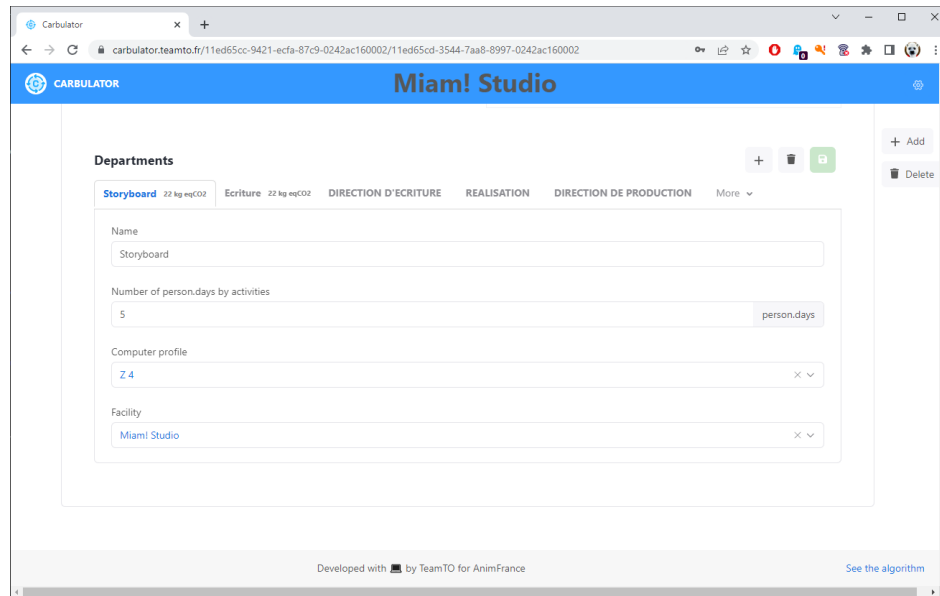 Carbulator
carbulator.teamto.fr/11ed65cc-9421-ecfa-87c9-0242ac160002/11ed65cd-3544-7aa8-8997-0242ac160002
0
CARBULATOR
Miam! Studio
+ Add
Departments
Delete
Storyboard 22 kg eqCO2 Ecriture 22 kg eqCO2 DIRECTION D'ECRITURE REALISATION DIRECTION DE PRODUCTION More
Name
Storyboard
Number of person.days by activities
5 person.days
Computer profile
Z 4
Facility
Miam! Studio
Developed with 💻 by TeamTO for AnimFrance
See the algorithm